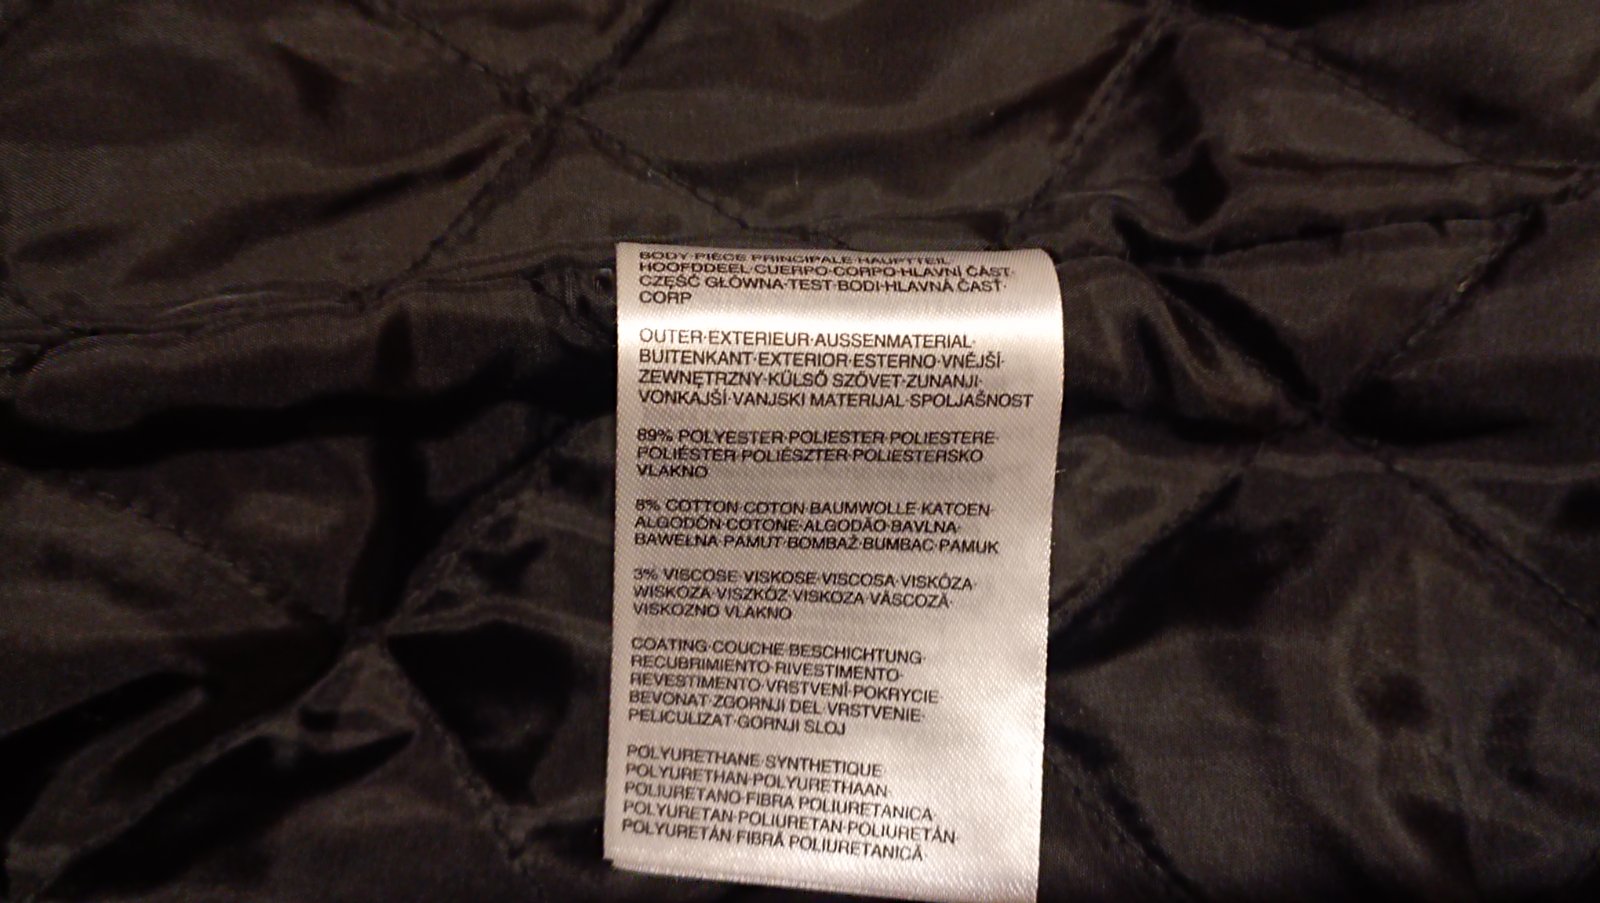 BODY·PIÈCE PRINCIPALE·HAUPTTEIL·
HOOFDDEEL·CUERPO·CORPO·HLAVNÍ ČÁST·
CZĘŚĆ GŁÓWNA·TEST·BODI·HLAVNÁ ČASŤ·
CORP
OUTER·EXTERIEUR·AUSSENMATERIAL·
BUITENKANT·EXTERIOR·ESTERNO·VNĚJŠÍ·
ZEWNĘTRZNY·KÜLSŐ SZÖVET·ZUNANJI·
VONKAJŠÍ·VANJSKI MATERIJAL·SPOLJAŠNOST
89% POLYESTER·POLIESTER·POLIESTERE·
POLIÉSTER·POLIÉSZTER·POLIESTERSKO
VLAKNO
8% COTTON·COTON·BAUMWOLLE·KATOEN·
ALGODÓN·COTONE·ALGODÃO·BAVLNA·
BAWEŁNA·PAMUT·BOMBAŽ·BUMBAC·PAMUK
3% VISCOSE·VISKOSE·VISCOSA·VISKÓZA·
WISKOZA·VISZKÓZ·VISKOZA·VÂSCOZĂ·
VISKOZNO VLAKNO
COATING·COUCHE·BESCHICHTUNG·
RECUBRIMIENTO·RIVESTIMENTO·
REVESTIMENTO·VRSTVENÍ·POKRYCIE·
BEVONAT·ZGORNJI DEL·VRSTVENIE·
PELICULIZAT·GORNJI SLOJ
POLYURETHANE·SYNTHETIQUE·
POLYURETHAN·POLYURETHAAN·
POLIURETANO·FIBRA POLIURETANICA·
POLYURETAN·POLIURETAN·POLIURETÁN·
POLYURETÁN·FIBRĂ POLIURETANICĂ·